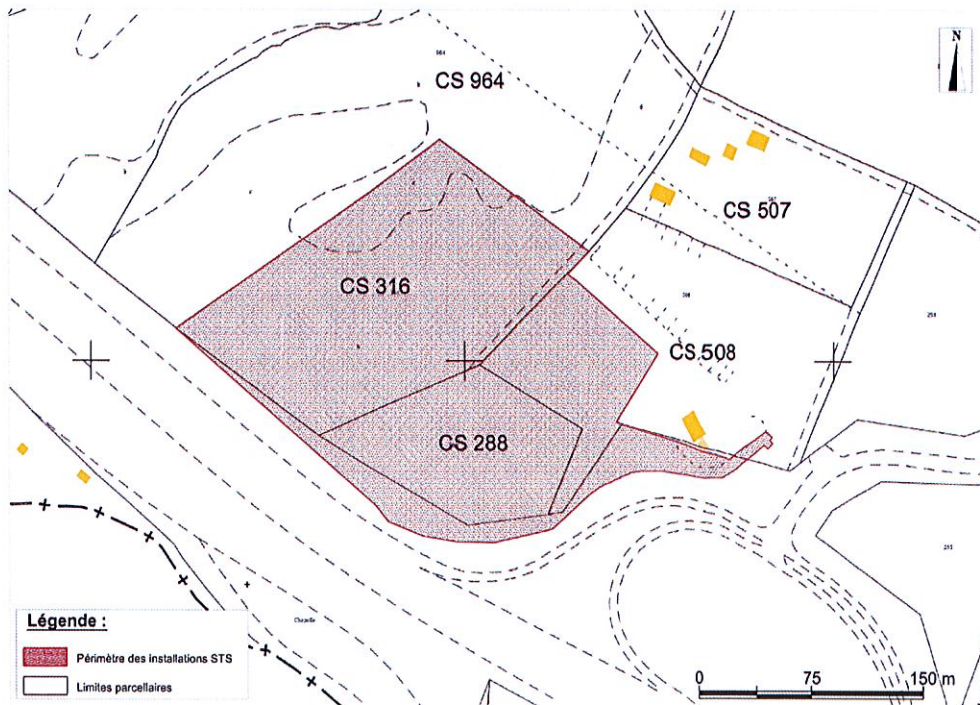 N
964
CS 964
CS 507
CS 316
CS 508
CS 288
Légende :
Périmètre des installations STS
Limites parcellaires
0 75 150 m